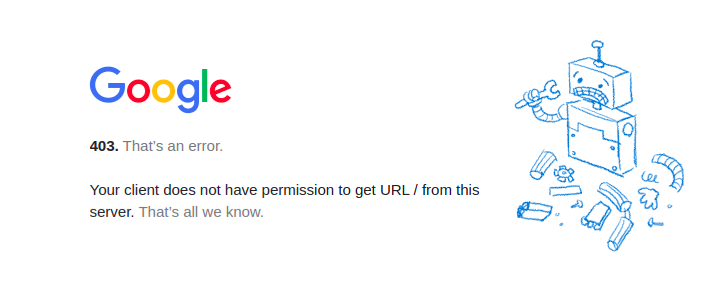 Google
403. That’s an error.
Your client does not have permission to get URL / from this
server. That’s all we know.